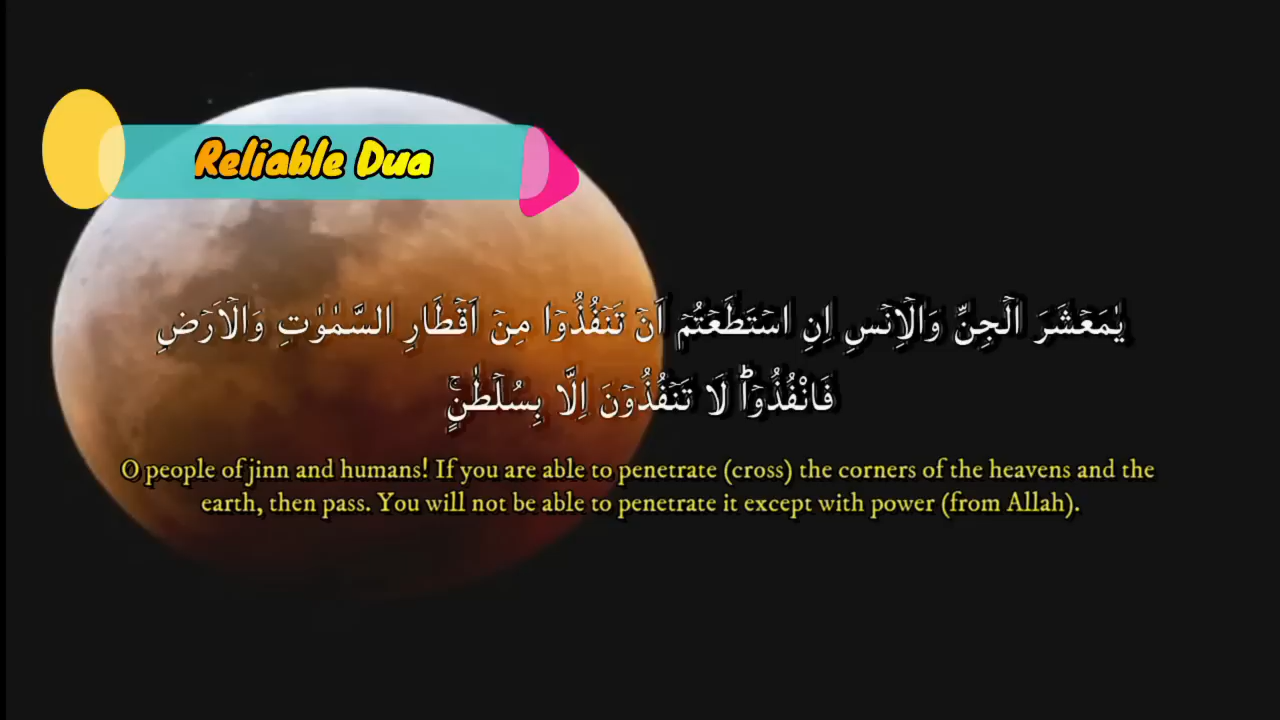 Reliable Dua
يٰمَعْشَرَ الْجِنِّ وَالْاِنْسِ اِنِ اسْتَطَعْتُمْ اَنْ تَنْفُذُوْا مِنْ اَقْطَارِ السَّمٰوٰتِ وَالْاَرْضِ
فَانْفُذُوْاۗ لَا تَنْفُذُوْنَ اِلَّا بِسُلْطٰنٍۚ
O people of jinn and humans! If you are able to penetrate (cross) the corners of the heavens and the
earth, then pass. You will not be able to penetrate it except with power (from Allah).